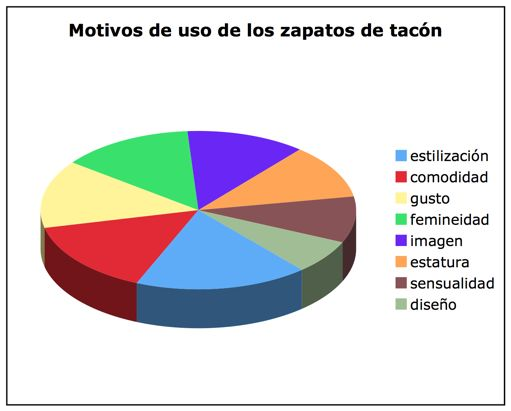 Motivos de uso de los zapatos de tacón
estilización
comodidad
gusto
femineidad
imagen
estatura
sensualidad
diseño